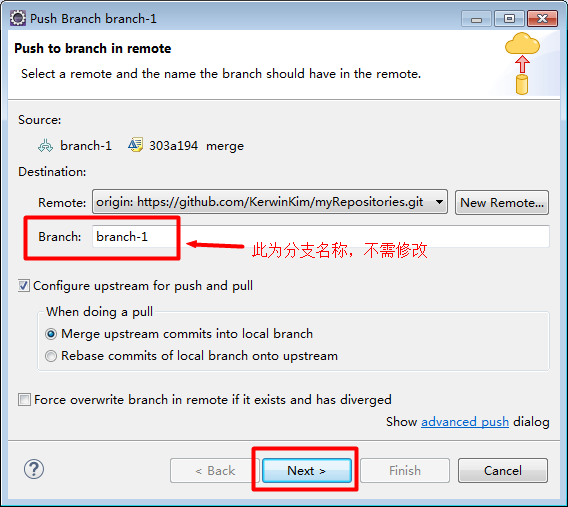 Push Branch branch-1
Push to branch in remote
Select a remote and the name the branch should have in the remote.
Source:
branch-1 303a194 merge
Destination:
Remote: origin: https://github.com/KerwinKim/myRepositories.git New Remote...
Branch: branch-1
此为分支名称，不需修改
Configure upstream for push and pull
When doing a pull
Merge upstream commits into local branch
Rebase commits of local branch onto upstream
Force overwrite branch in remote if it exists and has diverged
Show advanced push dialog
< Back Next > Finish Cancel